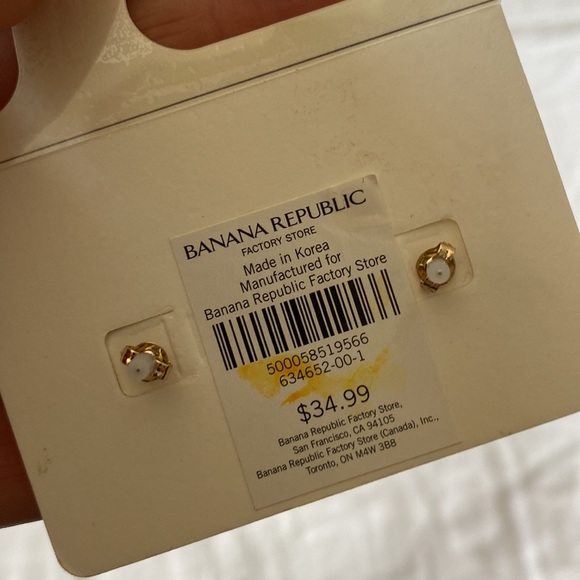 BANANA REPUBLIC
FACTORY STORE
Made in Korea
Manufactured for
Banana Republic Factory Store
500058519566
634652-00-1
$34.99
Banana Republic Factory Store,
San Francisco, CA 94105
Banana Republic Factory Store (Canada), Inc.,
Toronto, ON M4W 3B8